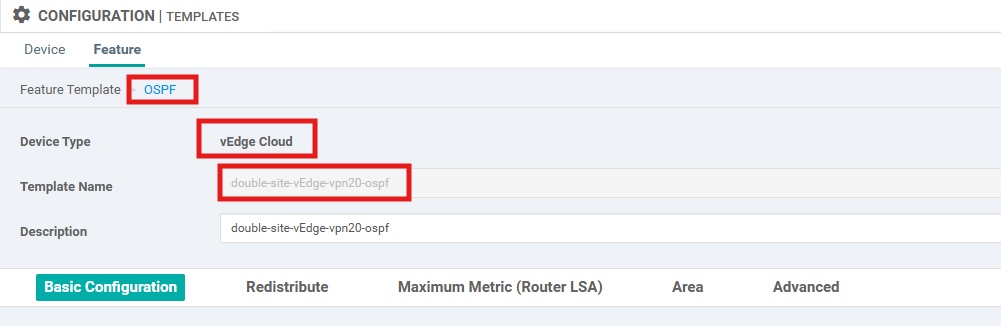 CONFIGURATION | TEMPLATES
Device Feature
Feature Template > OSPF
Device Type vEdge Cloud
Template Name double-site-vEdge-vpn20-ospf
Description double-site-vEdge-vpn20-ospf
Basic Configuration Redistribute Maximum Metric (Router LSA) Area Advanced